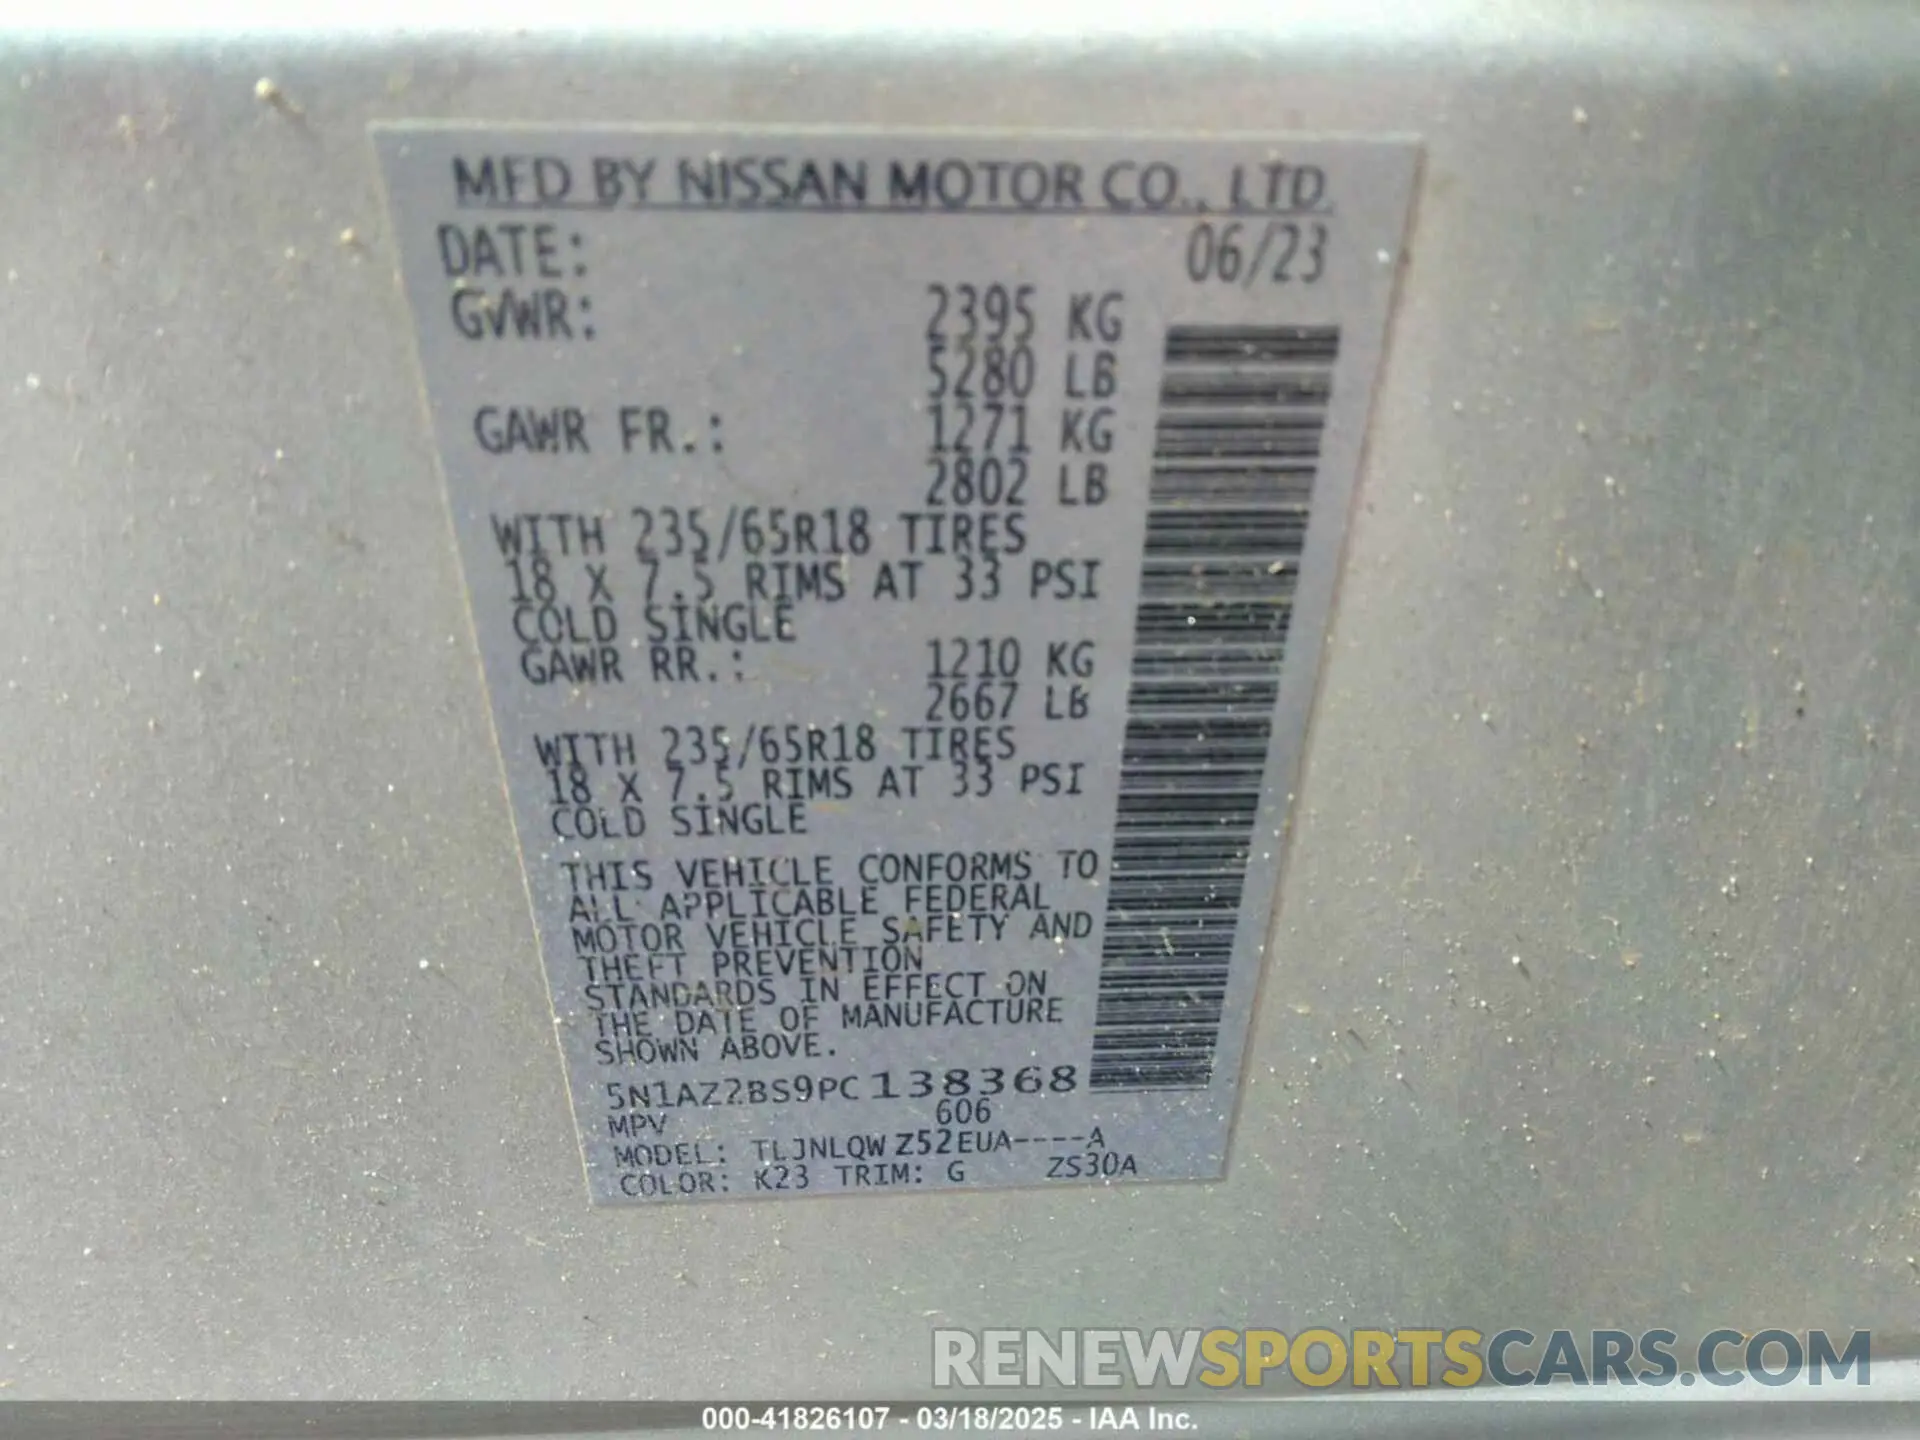 MFD BY NISSAN MOTOR CO., LTD.
DATE: 06/23
GVWR: 2395 KG
5280 LB
GAWR FR.: 1271 KG
2802 LB
WITH 235/65R18 TIRES
18 X 7.5 RIMS AT 33 PSI
COLD SINGLE
GAWR RR.: 1210 KG
2667 LB
WITH 235/65R18 TIRES
18 X 7.5 RIMS AT 33 PSI
COLD SINGLE
THIS VEHICLE CONFORMS TO
ALL APPLICABLE FEDERAL
MOTOR VEHICLE SAFETY AND
THEFT PREVENTION
STANDARDS IN EFFECT ON
THE DATE OF MANUFACTURE
SHOWN ABOVE.
5N1AZ2BS9PC138368
MPV 606
MODEL: TLJNLQW Z52EUA----A
COLOR: K23 TRIM: G ZS30A
RENEWSPORTSCARS.COM
000-41826107 - 03/18/2025 - IAA Inc.